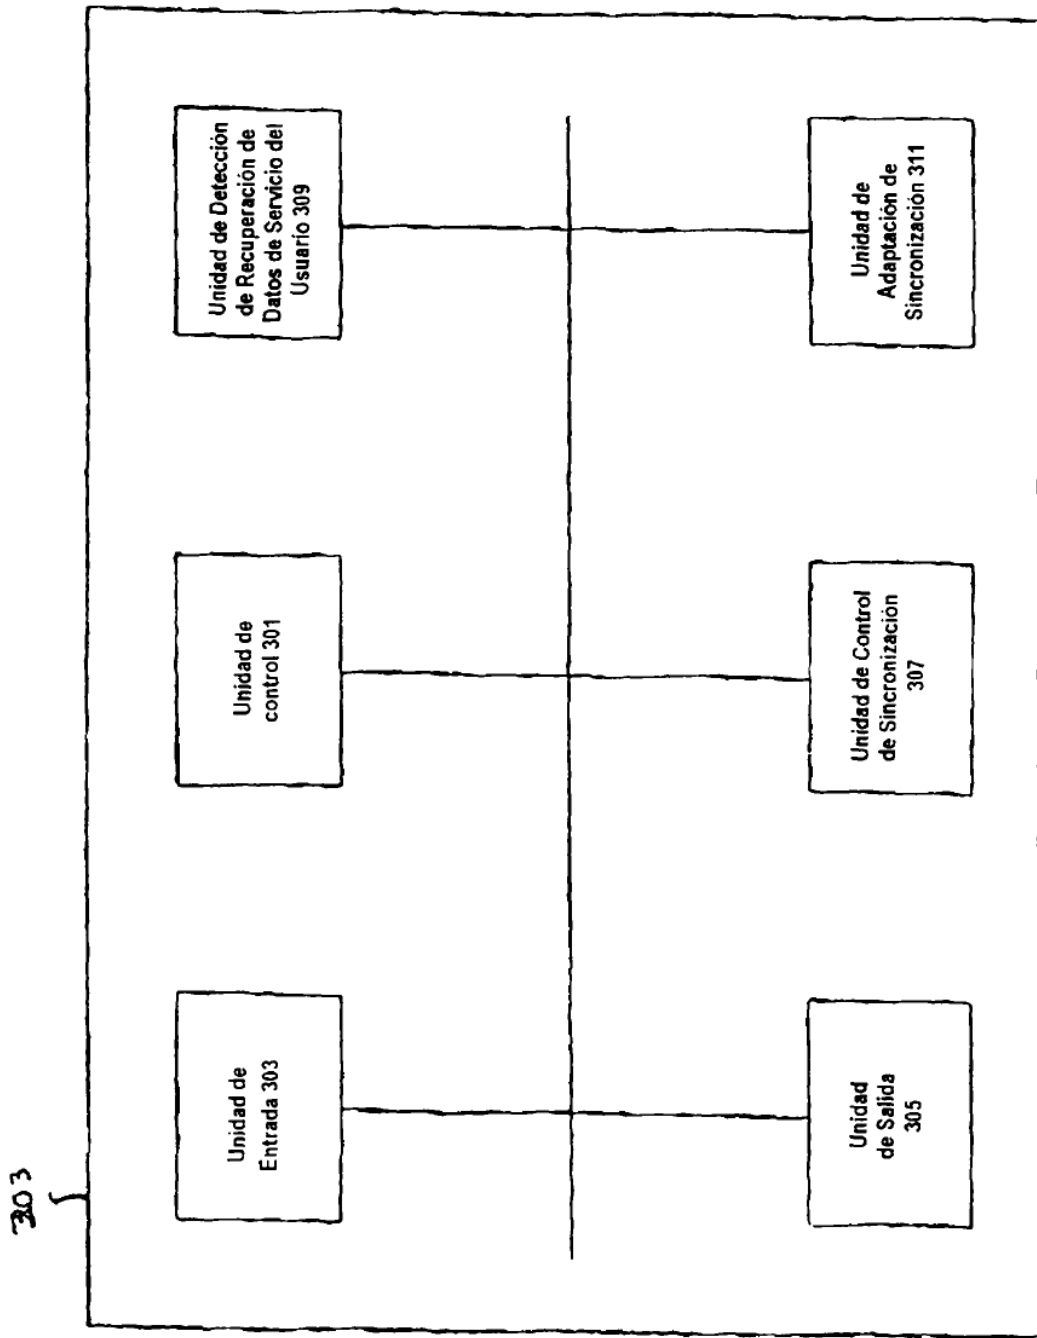 Unidad de
Entrada 303
Unidad de
control 301
Unidad de Detección
de Recuperación de
Datos de Servicio del
Usuario 309
Unidad
de Salida
305
Unidad de Control
de Sincronización
307
Unidad de
Adaptación de
Sincronización 311